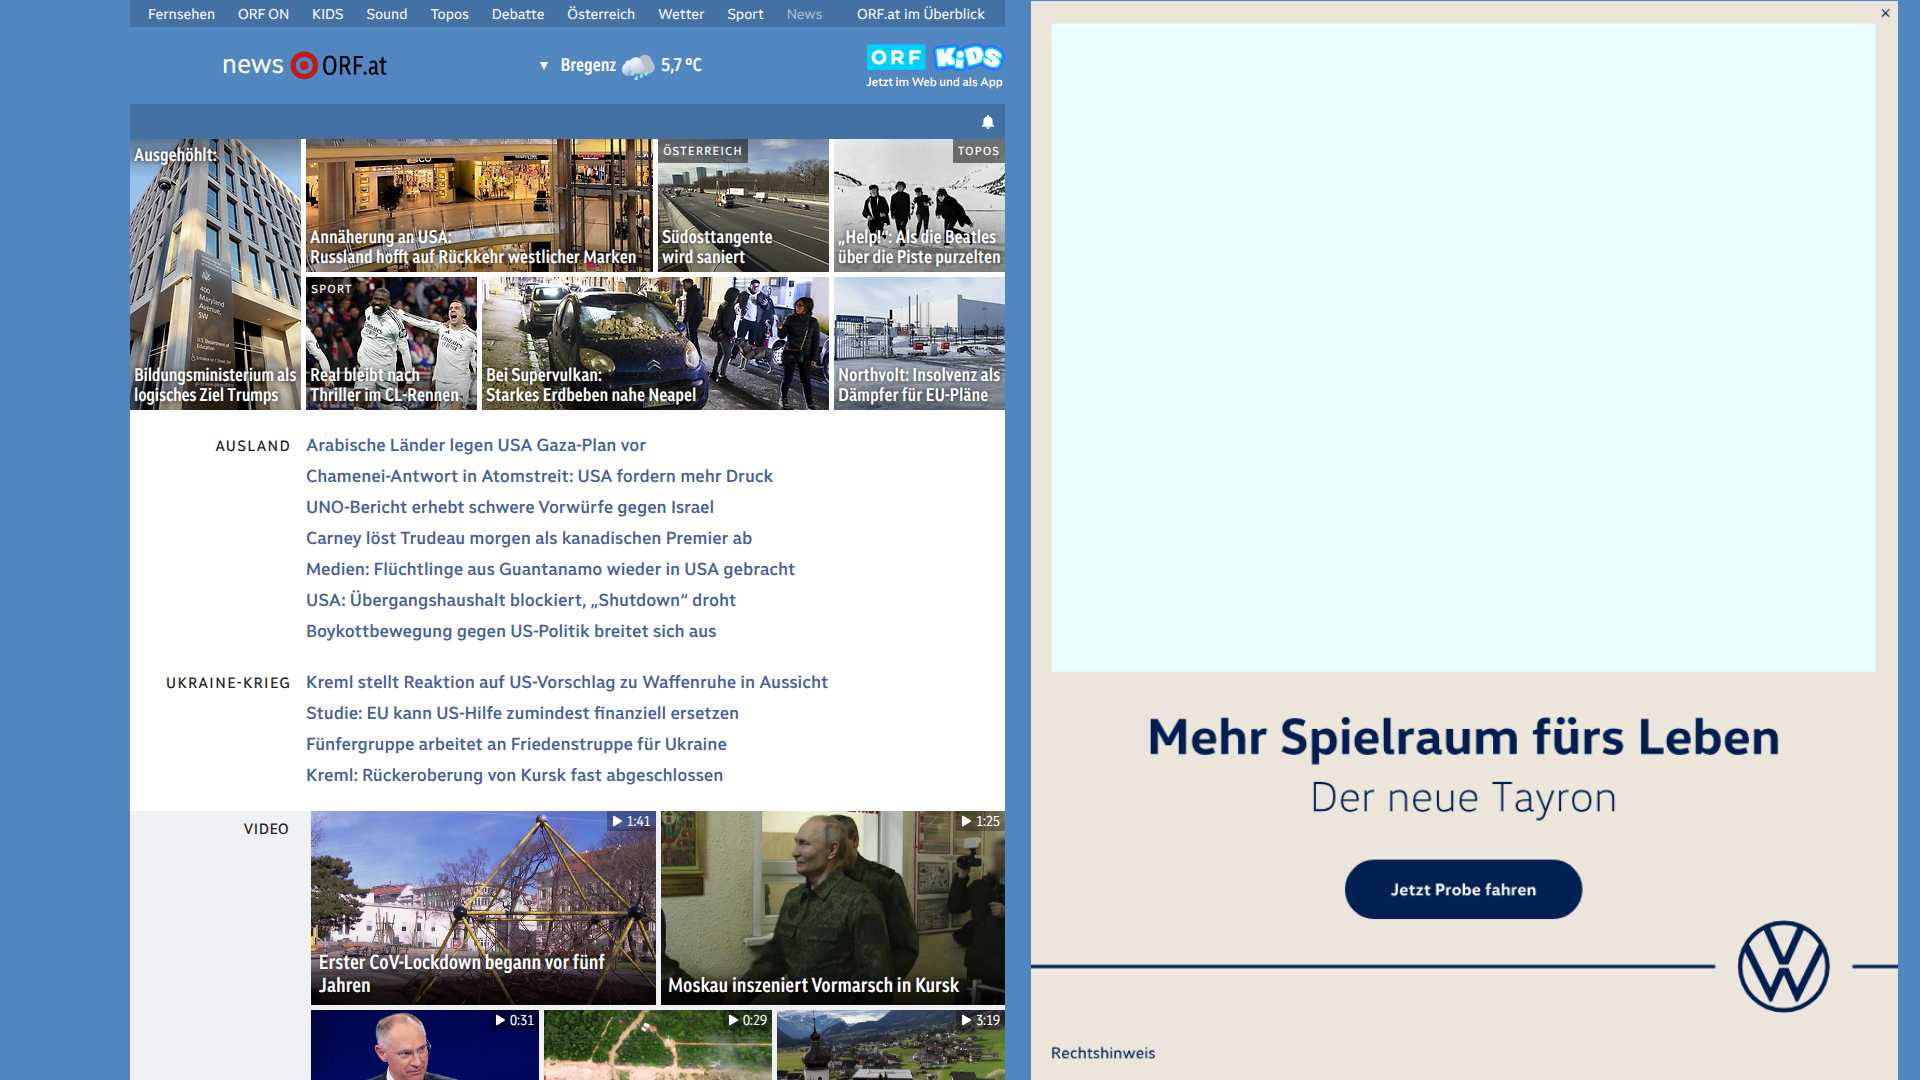 Fernsehen ORF ON KIDS Sound Topos Debatte Österreich Wetter Sport News ORF.at im Überblick
news ORF.at
▼ Bregenz 5,7 °C
ORF KiDS
Jetzt im Web und als App
Ausgehöhlt:
Bildungsministerium als
logisches Ziel Trumps
400
Maryland
Avenue,
SW
U.S. Department of
Education
Annäherung an USA:
Russland hofft auf Rückkehr westlicher Marken
ÖSTERREICH
Südosttangente
wird saniert
TOPOS
„Help!“: Als die Beatles
über die Piste purzelten
SPORT
Real bleibt nach
Thriller im CL-Rennen
Bei Supervulkan:
Starkes Erdbeben nahe Neapel
Northvolt: Insolvenz als
Dämpfer für EU-Pläne
AUSLAND
Arabische Länder legen USA Gaza-Plan vor
Chamenei-Antwort in Atomstreit: USA fordern mehr Druck
UNO-Bericht erhebt schwere Vorwürfe gegen Israel
Carney löst Trudeau morgen als kanadischen Premier ab
Medien: Flüchtlinge aus Guantanamo wieder in USA gebracht
USA: Übergangshaushalt blockiert, „Shutdown“ droht
Boykottbewegung gegen US-Politik breitet sich aus
UKRAINE-KRIEG
Kreml stellt Reaktion auf US-Vorschlag zu Waffenruhe in Aussicht
Studie: EU kann US-Hilfe zumindest finanziell ersetzen
Fünfergruppe arbeitet an Friedenstruppe für Ukraine
Kreml: Rückeroberung von Kursk fast abgeschlossen
VIDEO
1:41
Erster CoV-Lockdown begann vor fünf
Jahren
1:25
Moskau inszeniert Vormarsch in Kursk
0:31
0:29
3:19
×
Mehr Spielraum fürs Leben
Der neue Tayron
Jetzt Probe fahren
Rechtshinweis